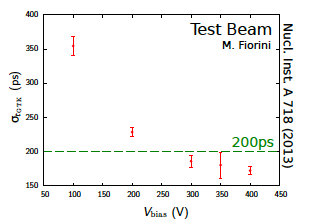 Test Beam
M. Fiorini
Nucl. Inst. A 718 (2013)
400
350
300
250
200
150
σtGTK (ps)
200ps
50 100 150 200 250 300 350 400 450
Vbias (V)